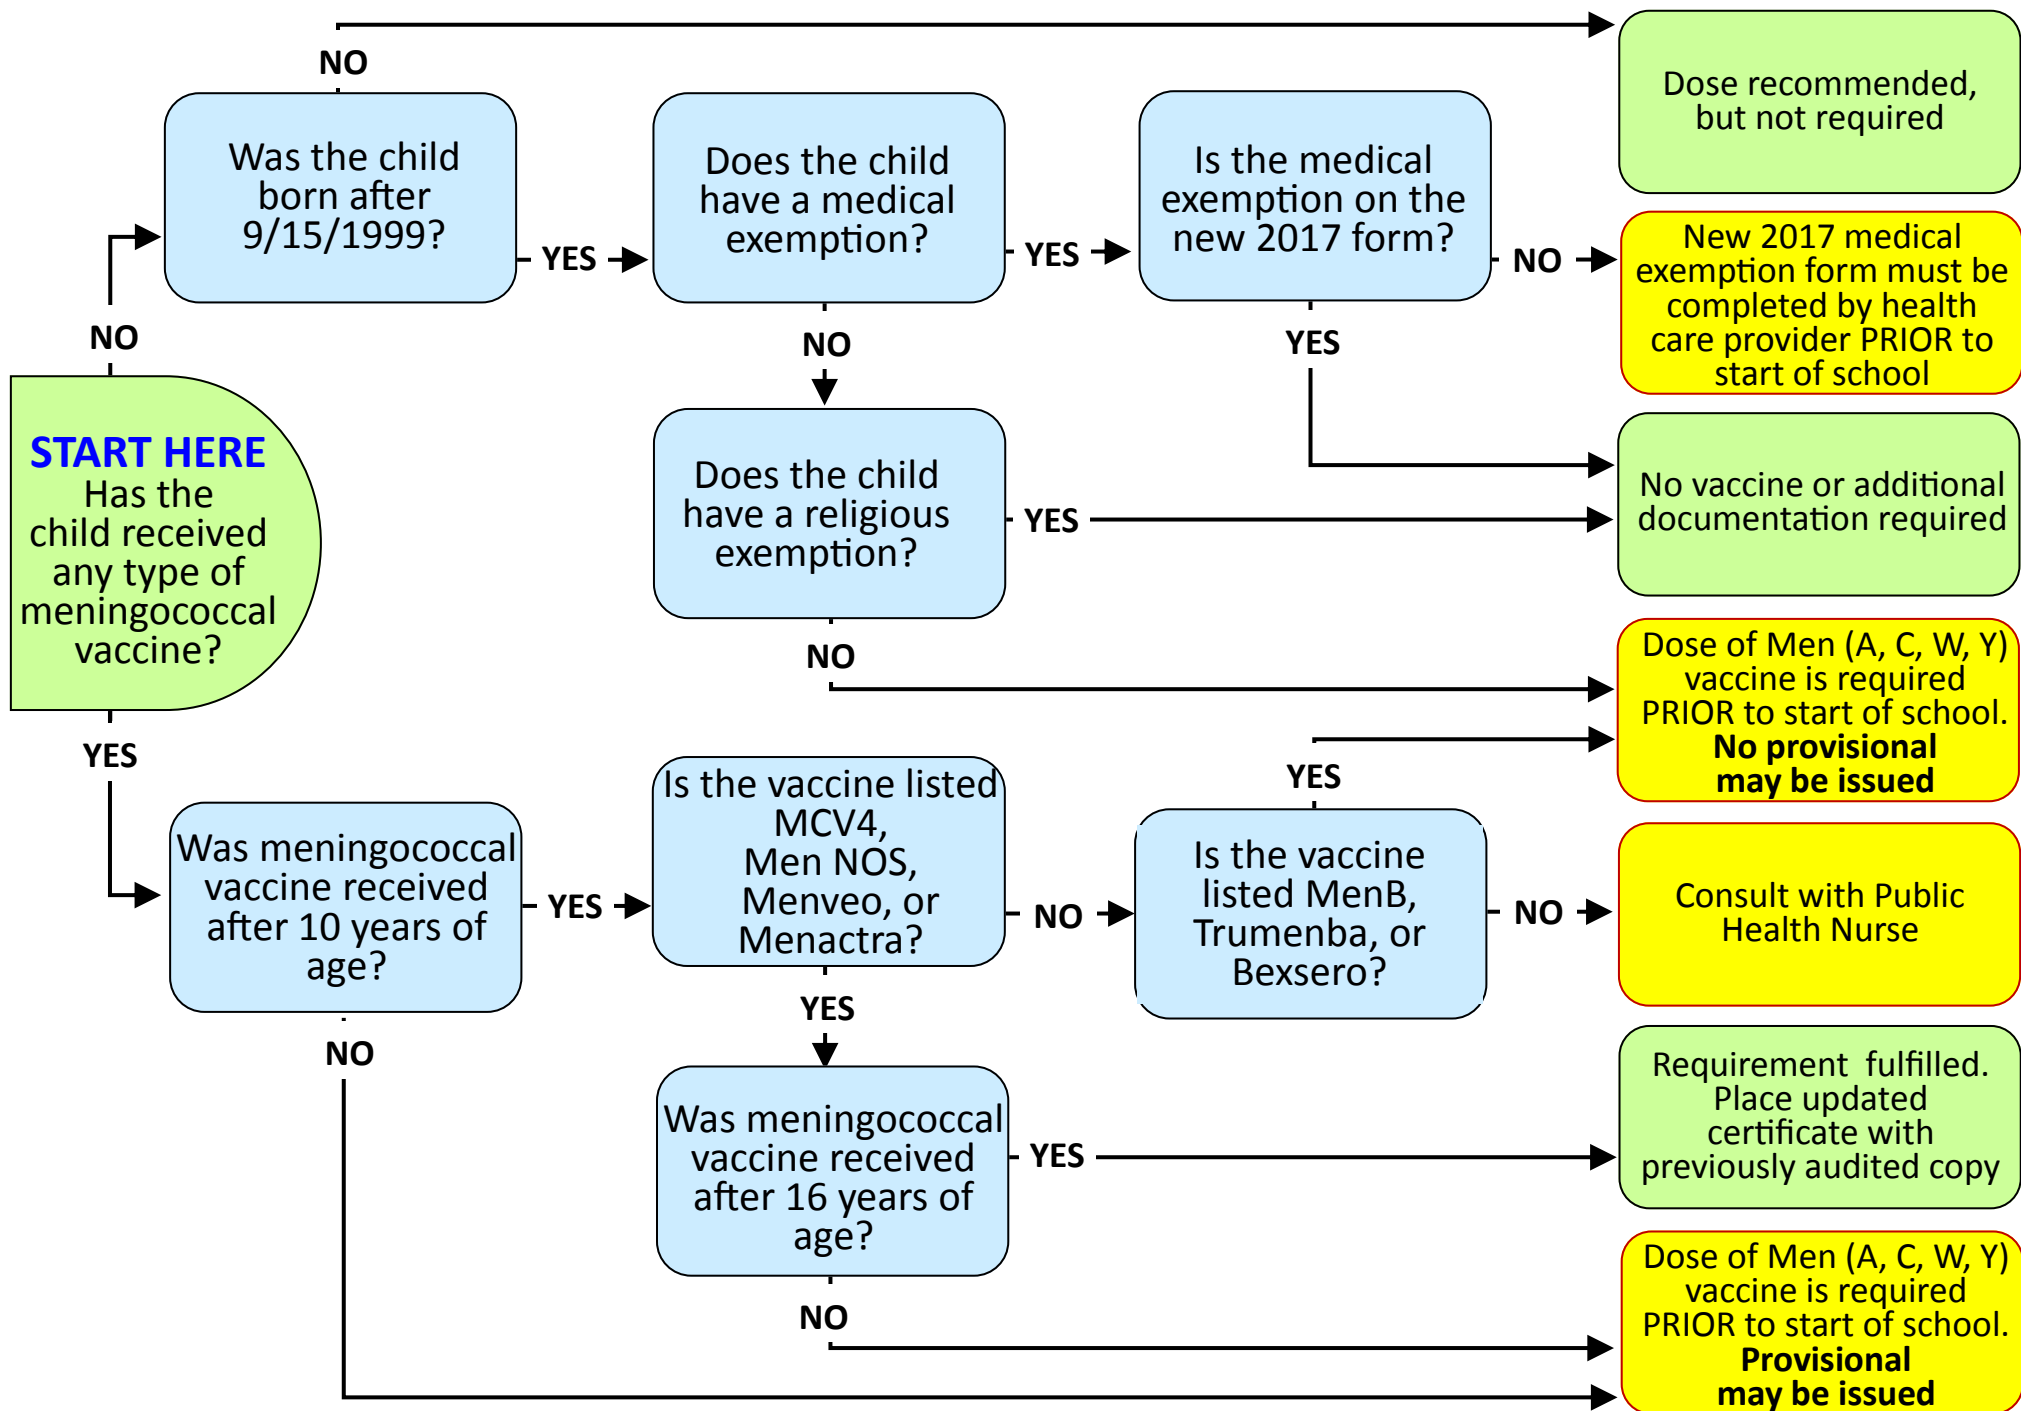 NO
Was the child
born after
9/15/1999?
YES
Does the child
have a medical
exemption?
YES
Is the medical
exemption on the
new 2017 form?
NO
Dose recommended,
but not required
New 2017 medical
exemption form must be
completed by health
care provider PRIOR to
start of school
NO
NO
YES
START HERE
Has the
child received
any type of
meningococcal
vaccine?
Does the child
have a religious
exemption?
YES
No vaccine or additional
documentation required
NO
Dose of Men (A, C, W, Y)
vaccine is required
PRIOR to start of school.
No provisional
may be issued
YES
YES
Was meningococcal
vaccine received
after 10 years of
age?
YES
Is the vaccine listed
MCV4,
Men NOS,
Menveo, or
Menactra?
NO
Is the vaccine
listed MenB,
Trumenba, or
Bexsero?
NO
Consult with Public
Health Nurse
YES
NO
Was meningococcal
vaccine received
after 16 years of
age?
YES
Requirement  fulfilled.
Place updated
certificate with
previously audited copy
NO
Dose of Men (A, C, W, Y)
vaccine is required
PRIOR to start of school.
Provisional
may be issued